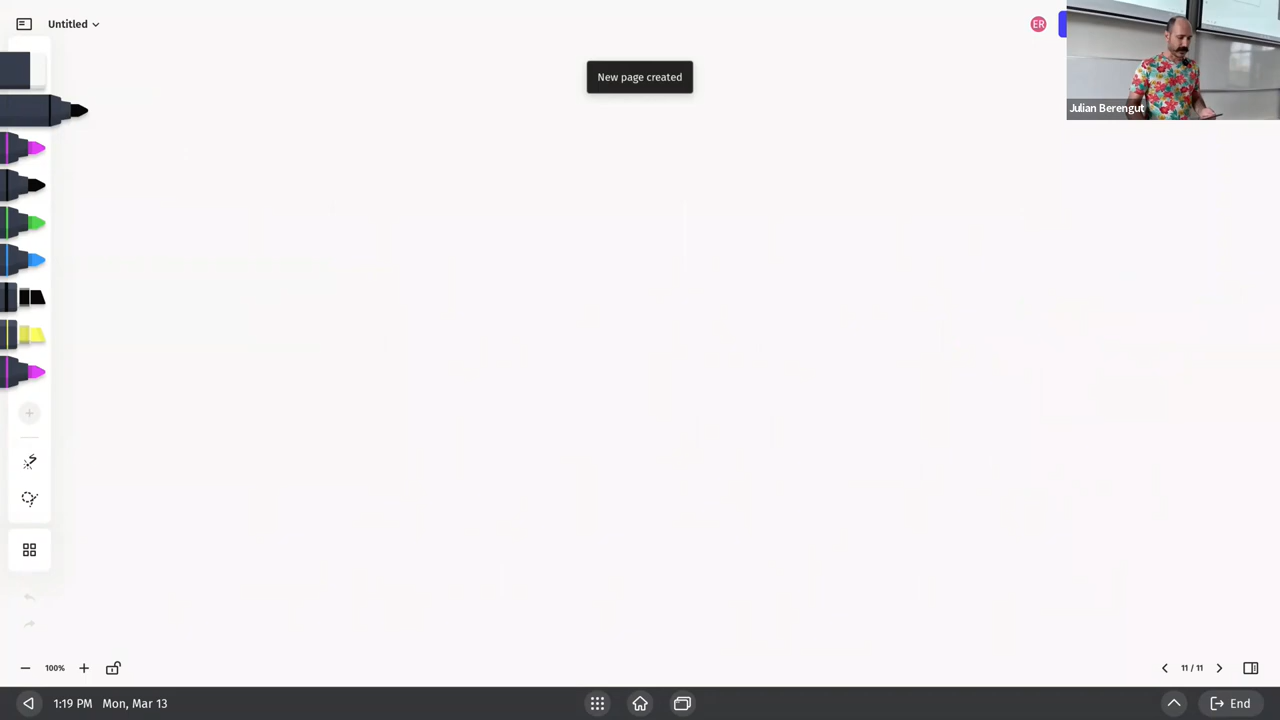 Untitled
ER
New page created
Julian Berengut
100%
11 / 11
1:19 PM Mon, Mar 13
End